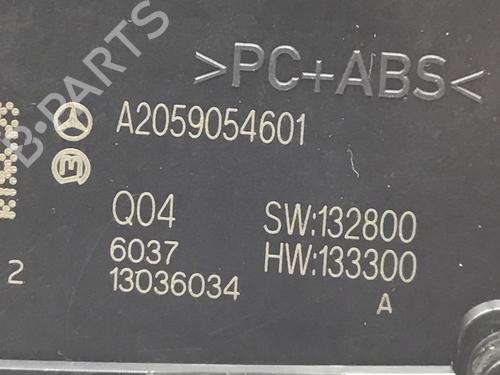 >PC+ABS<
A2059054601
Q04 SW:132800
6037 HW:133300
13036034
2 A
B-PARTS